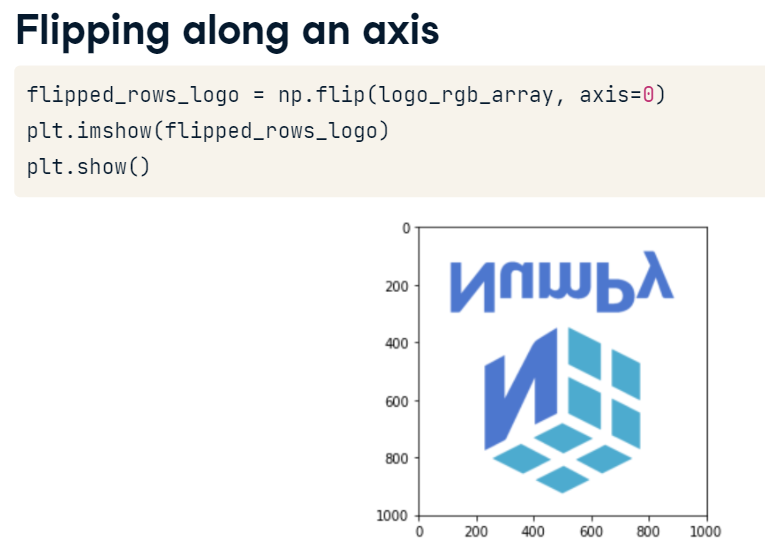 Flipping along an axis
flipped_rows_logo = np.flip(logo_rgb_array, axis=0)
plt.imshow(flipped_rows_logo)
plt.show()
0
200
400
600
800
1000
NumPy
N
0 200 400 600 800 1000